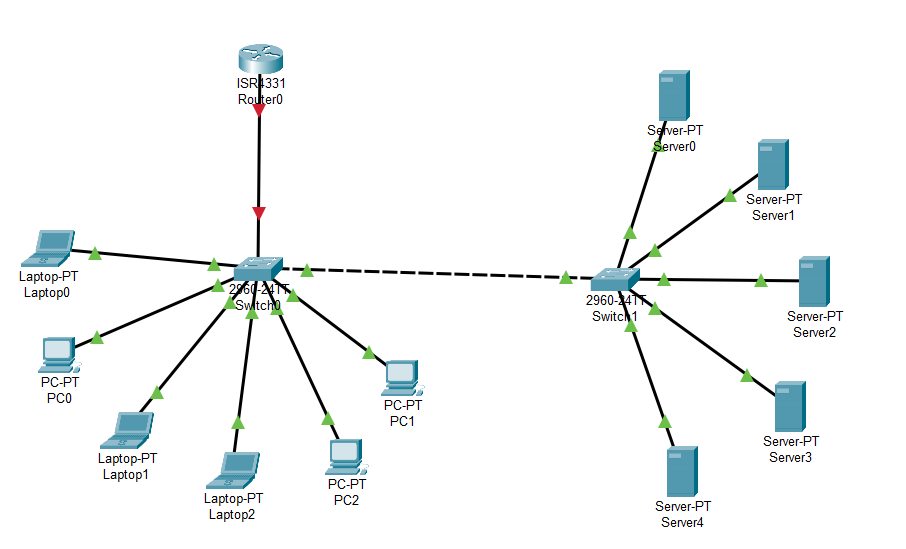 ISR4331
Router0
Server-PT
Server0
Server-PT
Server1
Laptop-PT
Laptop0
2960-24TT
Switch0
2960-24TT
Switch1
Server-PT
Server2
PC-PT
PC0
PC-PT
PC1
Server-PT
Server3
Laptop-PT
Laptop1
Laptop-PT
Laptop2
PC-PT
PC2
Server-PT
Server4